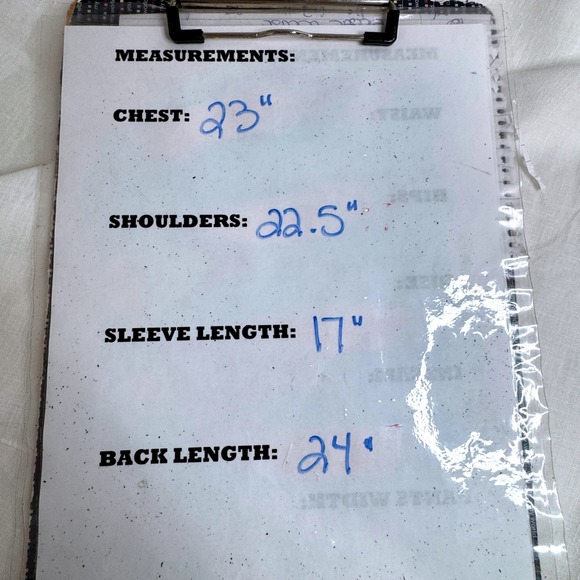 MEASUREMENTS:
CHEST: 23"
SHOULDERS: 22.5"
SLEEVE LENGTH: 17"
BACK LENGTH: 24"